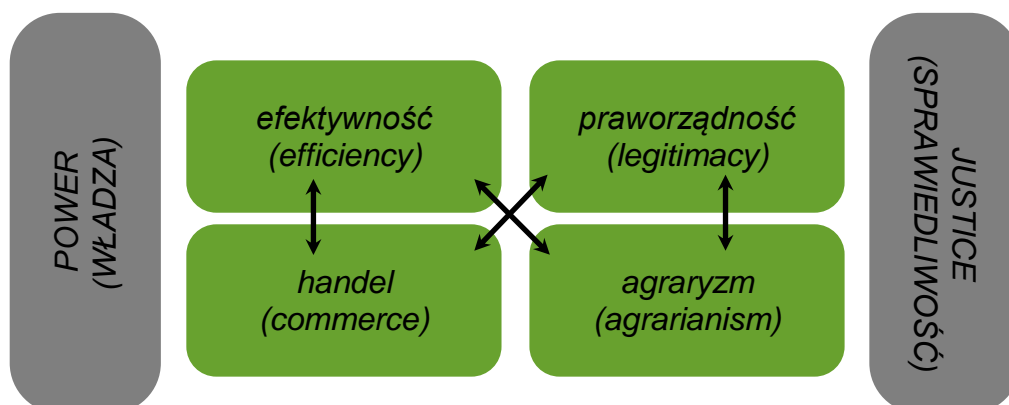 POWER
(WŁADZA)
efektywność
(efficiency)
praworządność
(legitimacy)
handel
(commerce)
agraryzm
(agrarianism)
JUSTICE
(SPRAWIEDLIWOŚĆ)